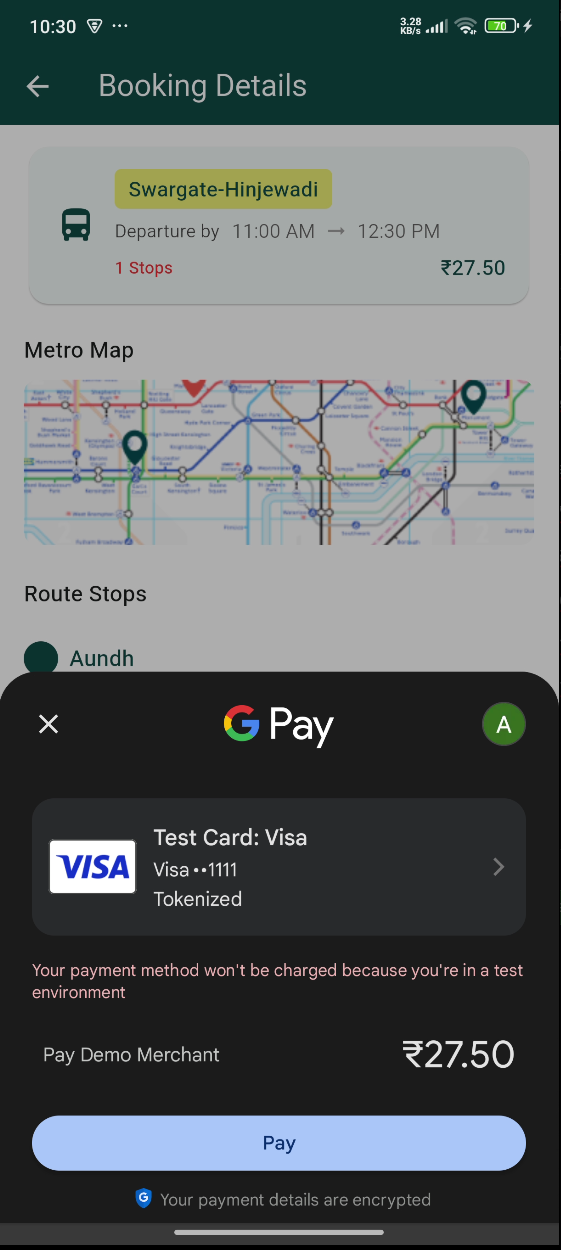 10:30
3.28
KB/s
70
Booking Details
Swargate-Hinjewadi
Departure by 11:00 AM → 12:30 PM
1 Stops
₹27.50
Metro Map
Route Stops
Aundh
G Pay
A
VISA
Test Card: Visa
Visa ••1111
Tokenized
Your payment method won't be charged because you're in a test
environment
Pay Demo Merchant
₹27.50
Pay
Your payment details are encrypted